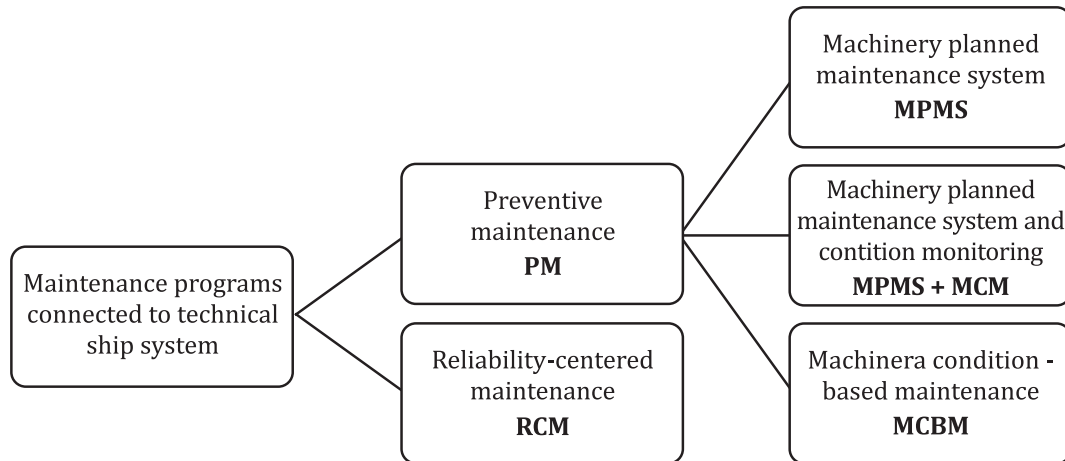 Maintenance programs
connected to technical
ship system
Preventive
maintenance
PM
Reliability-centered
maintenance
RCM
Machinery planned
maintenance system
MPMS
Machinery planned
maintenance system and
contition monitoring
MPMS + MCM
Machinera condition -
based maintenance
MCBM